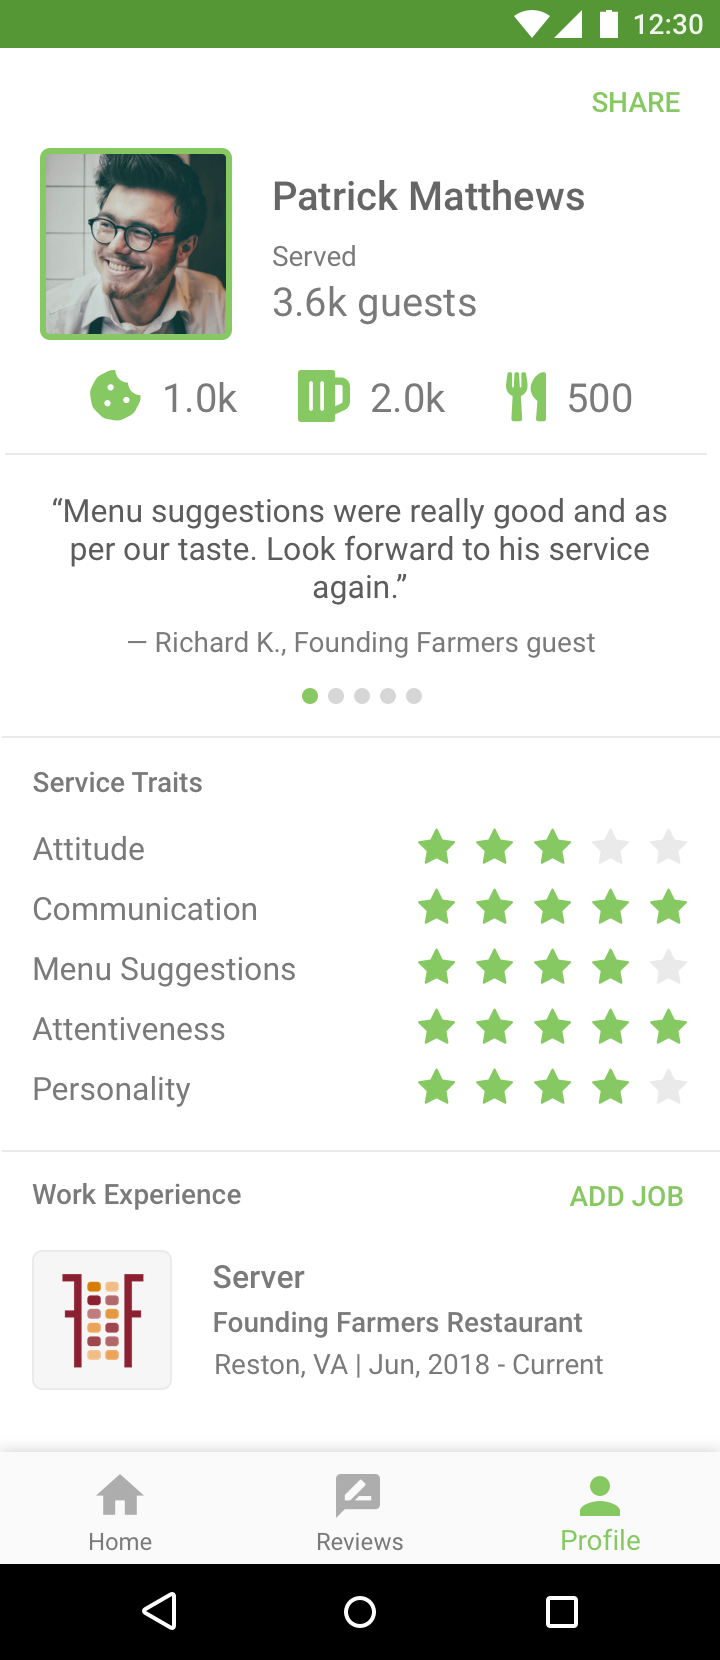 12:30
SHARE
Patrick Matthews
Served
3.6k guests
1.0k 2.0k 500
“Menu suggestions were really good and as
per our taste. Look forward to his service
again.”
— Richard K., Founding Farmers guest
Service Traits
Attitude
Communication
Menu Suggestions
Attentiveness
Personality
Work Experience
ADD JOB
Server
Founding Farmers Restaurant
Reston, VA | Jun, 2018 - Current
Home Reviews Profile